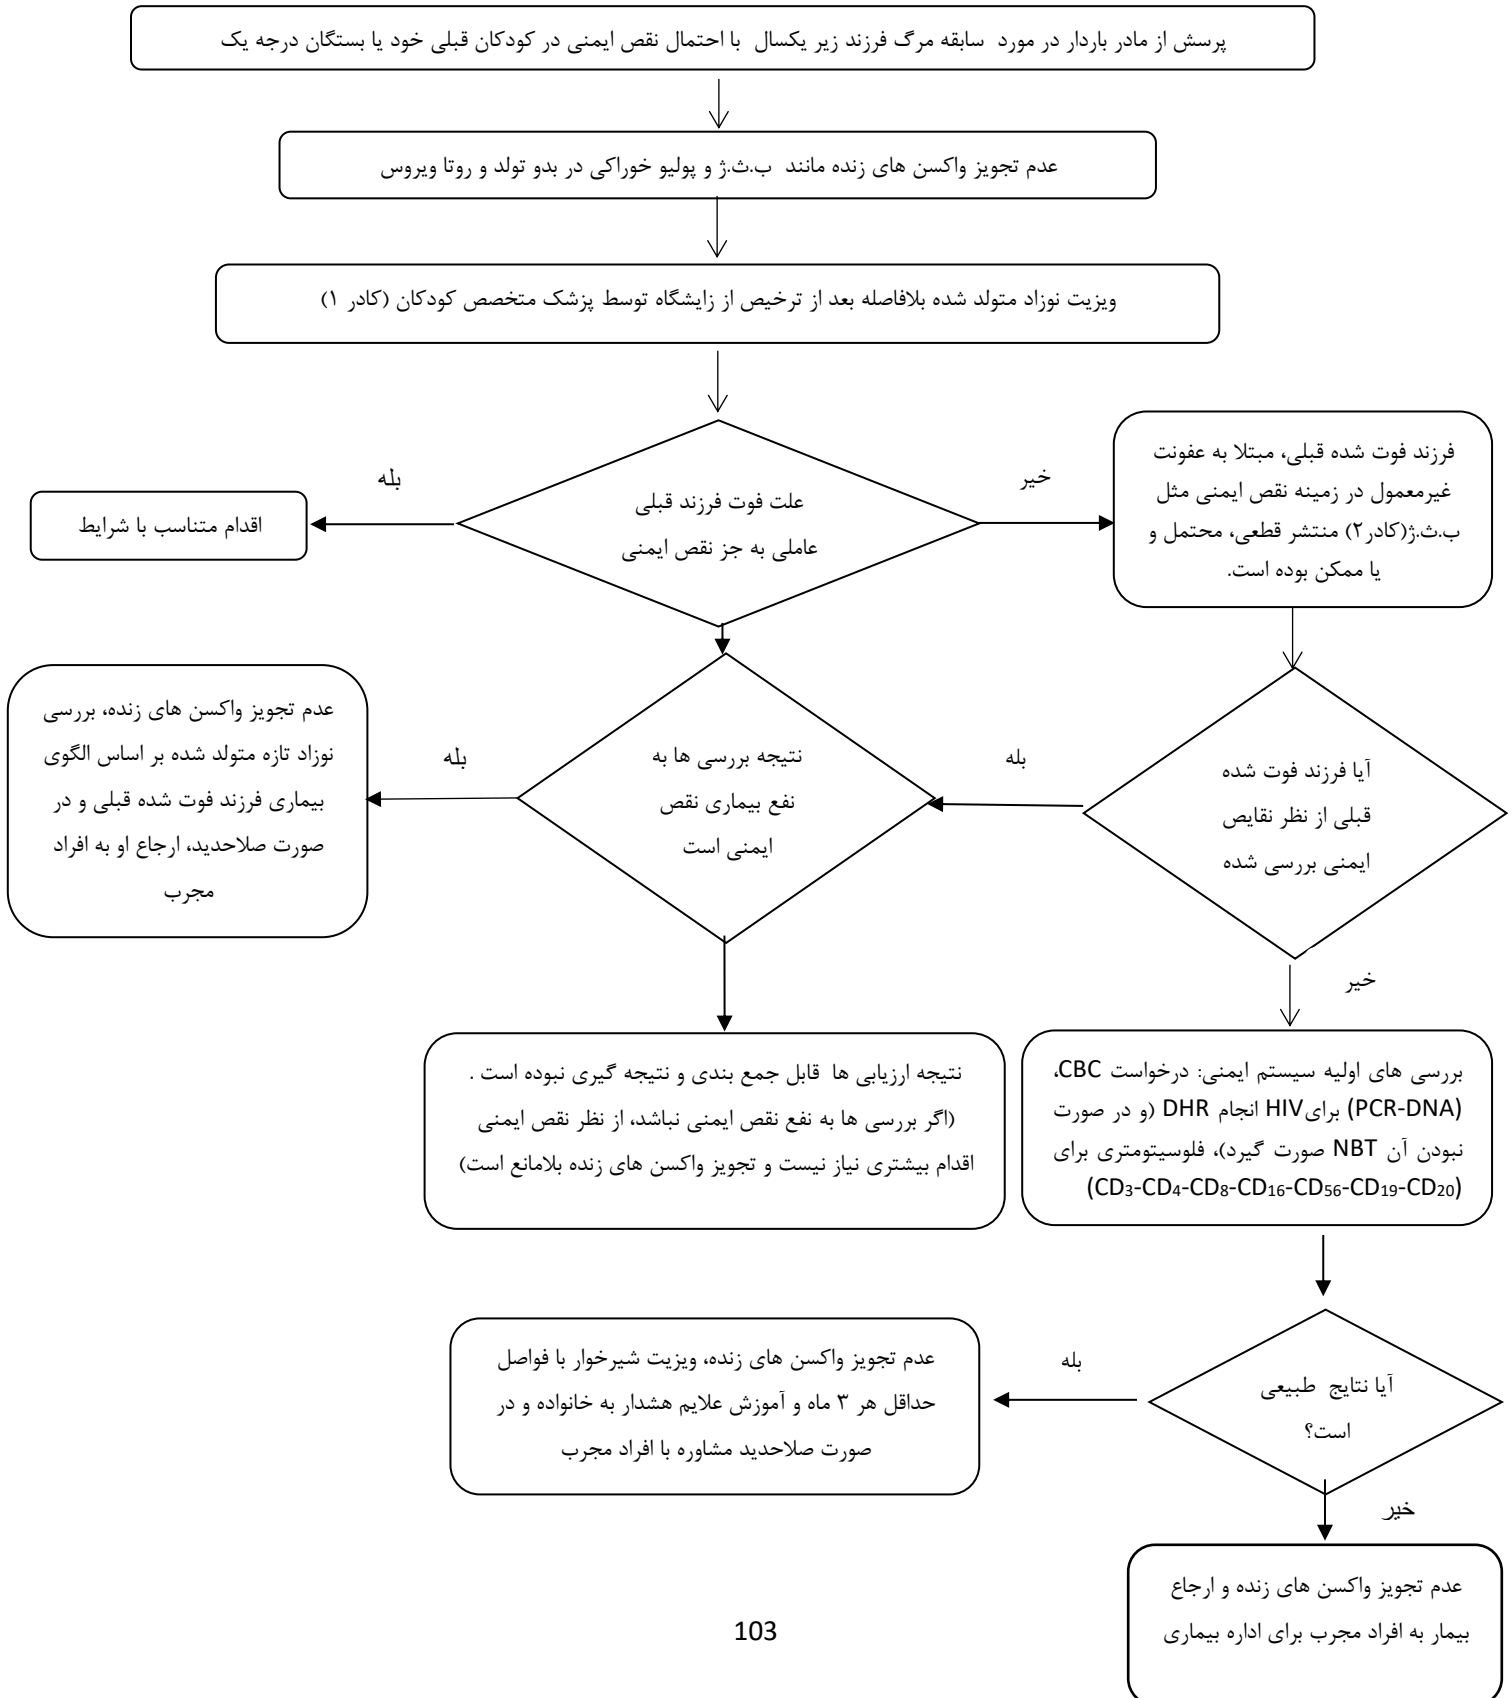 پرسش از مادر باردار در مورد سابقه مرگ فرزند زیر یکسال با احتمال نقص ایمنی در کودکان قبلی خود یا بستگان درجه یک
عدم تجویز واکسن های زنده مانند ب.ث.ژ و پولیو خوراکی در بدو تولد و روتا ویروس
ویزیت نوزاد متولد شده بلافاصله بعد از ترخیص از زایشگاه توسط پزشک متخصص کودکان (کادر ۱)
علت فوت فرزند قبلی
عاملی به جز نقص ایمنی
بله
اقدام متناسب با شرایط
خیر
فرزند فوت شده قبلی، مبتلا به عفونت
غیرمعمول در زمینه نقص ایمنی مثل
ب.ث.ژ(کادر۲) منتشر قطعی، محتمل و
یا ممکن بوده است.
آیا فرزند فوت شده
قبلی از نظر نقایص
ایمنی بررسی شده
بله
نتیجه بررسی ها به
نفع بیماری نقص
ایمنی است
بله
عدم تجویز واکسن های زنده، بررسی
نوزاد تازه متولد شده بر اساس الگوی
بیماری فرزند فوت شده قبلی و در
صورت صلاحدید، ارجاع او به افراد
مجرب
نتیجه ارزیابی ها قابل جمع بندی و نتیجه گیری نبوده است .
(اگر بررسی ها به نفع نقص ایمنی نباشد، از نظر نقص ایمنی
اقدام بیشتری نیاز نیست و تجویز واکسن های زنده بلامانع است)
خیر
بررسی های اولیه سیستم ایمنی: درخواست CBC،
(PCR-DNA) برایHIV انجام DHR (و در صورت
نبودن آن NBT صورت گیرد)، فلوسیتومتری برای
(CD3-CD4-CD8-CD16-CD56-CD19-CD20)
آیا نتایج طبیعی
است؟
بله
عدم تجویز واکسن های زنده، ویزیت شیرخوار با فواصل
حداقل هر ۳ ماه و آموزش علایم هشدار به خانواده و در
صورت صلاحدید مشاوره با افراد مجرب
خیر
عدم تجویز واکسن های زنده و ارجاع
بیمار به افراد مجرب برای اداره بیماری
103